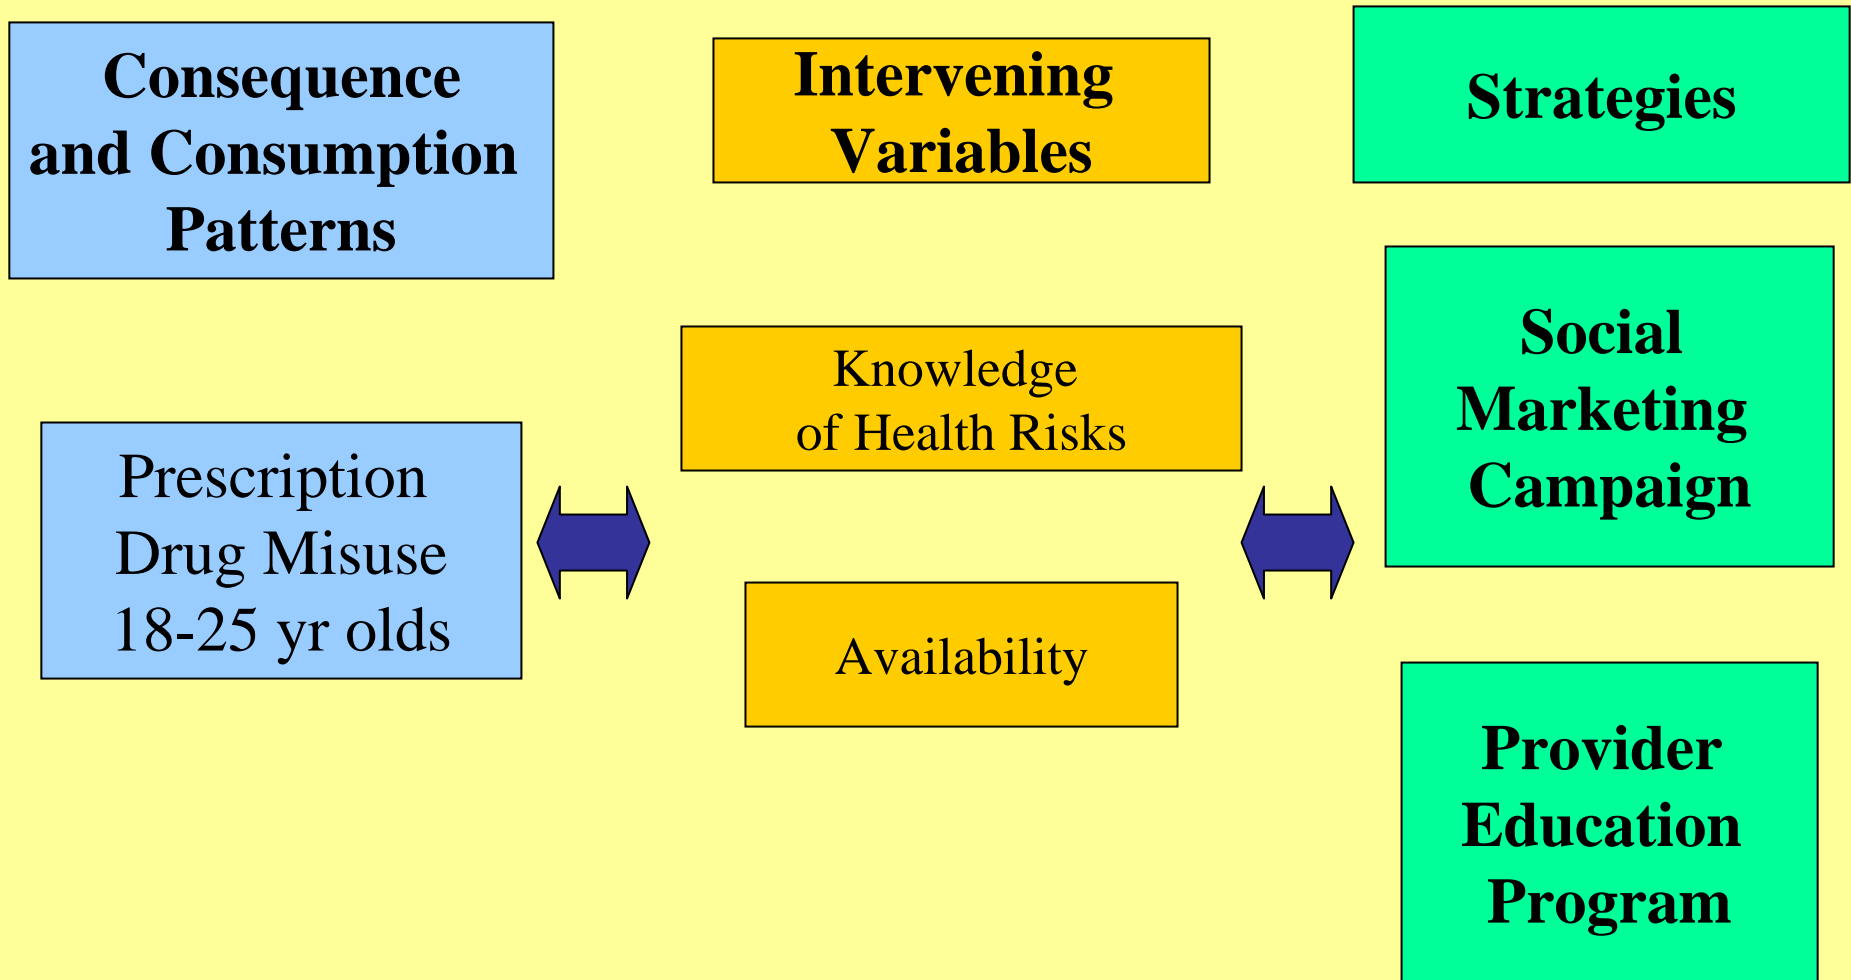 Consequence
and Consumption
Patterns
Intervening
Variables
Strategies
Prescription
Drug Misuse
18-25 yr olds
Knowledge
of Health Risks
Availability
Social
Marketing
Campaign
Provider
Education
Program